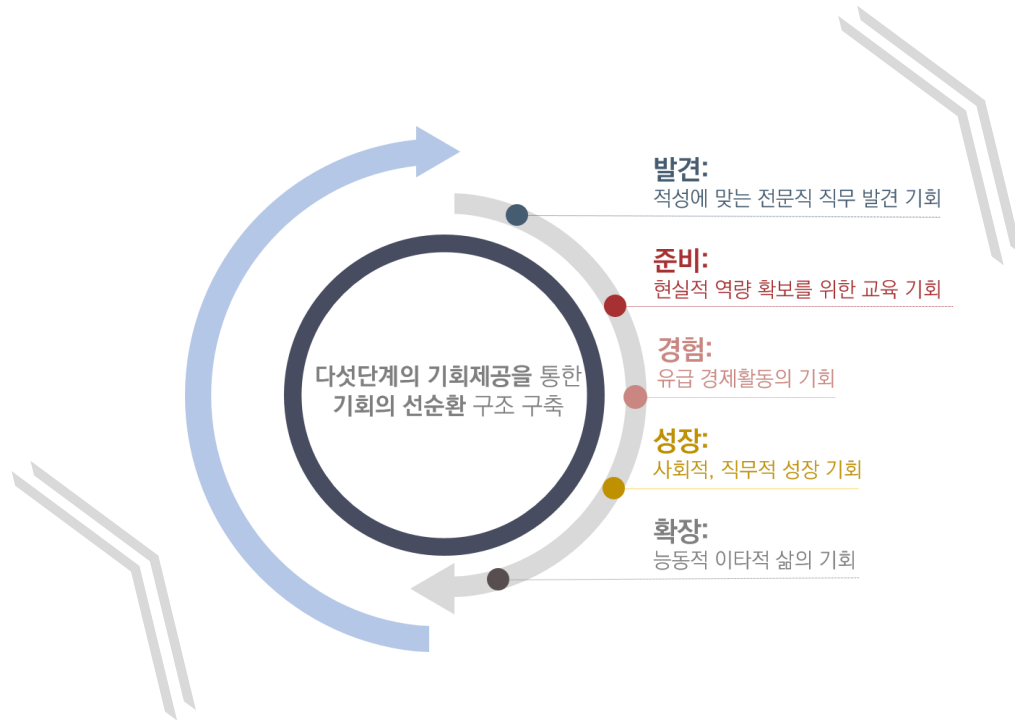 발견:
적성에 맞는 전문직 직무 발견 기회
준비:
현실적 역량 확보를 위한 교육 기회
경험:
유급 경제활동의 기회
다섯단계의 기회제공을 통한
기회의 선순환 구조 구축
성장:
사회적, 직무적 성장 기회
확장:
능동적 이타적 삶의 기회